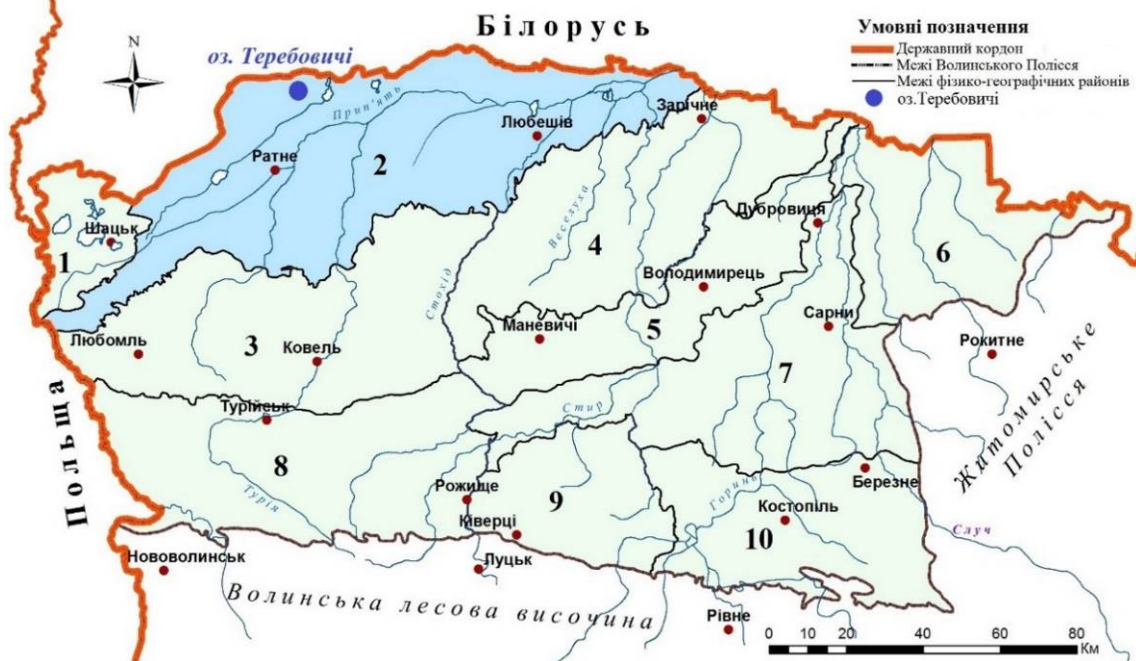 Білорусь
Умовні позначення
Державний кордон
Межі Волинського Полісся
Межі фізико-географічних районів
оз.Теребовичі
N
оз. Теребовичі
Прип'ять
Зарічне
Любешів
Ратне
2
Шацьк
1
Веселуха
4
Дубровиця
6
Володимирець
Стохід
Маневичі
5
Сарни
Любомль
3
Ковель
Рокитне
7
Польща
Турійськ
Стир
Житомирське
Полісся
8
Турія
Рожище
9
Березне
Горинь
Костопіль
Ківерці
10
Случ
Нововолинськ
Луцьк
Волинська лесова височина
Рівне
0 10 20 40 60 80
Км